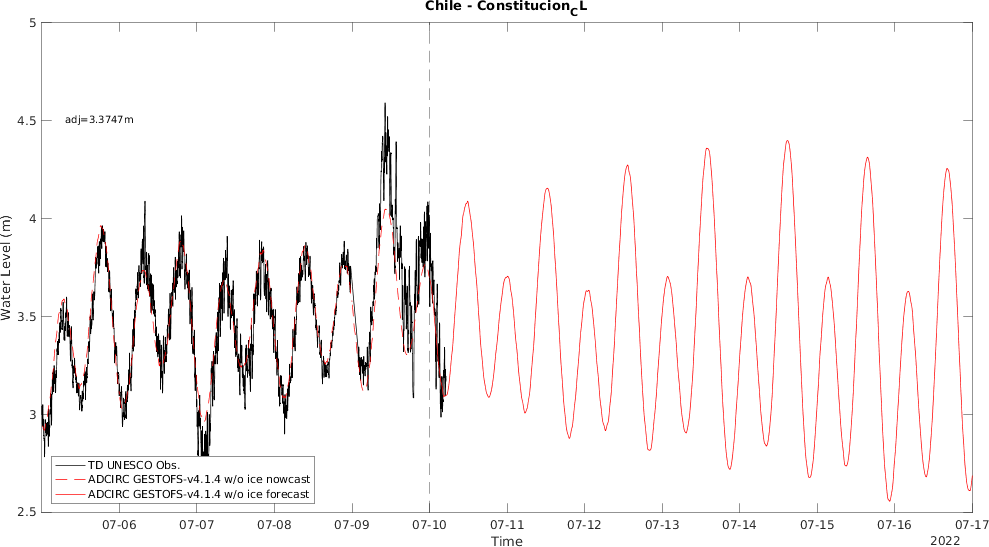 Chile - Constitucion_CL
5
4.5
4
3.5
3
2.5
Water Level (m)
adj=3.3747m
TD UNESCO Obs.
ADCIRC GESTOFS-v4.1.4 w/o ice nowcast
ADCIRC GESTOFS-v4.1.4 w/o ice forecast
07-06 07-07 07-08 07-09 07-10 07-11 07-12 07-13 07-14 07-15 07-16 07-17
Time
2022